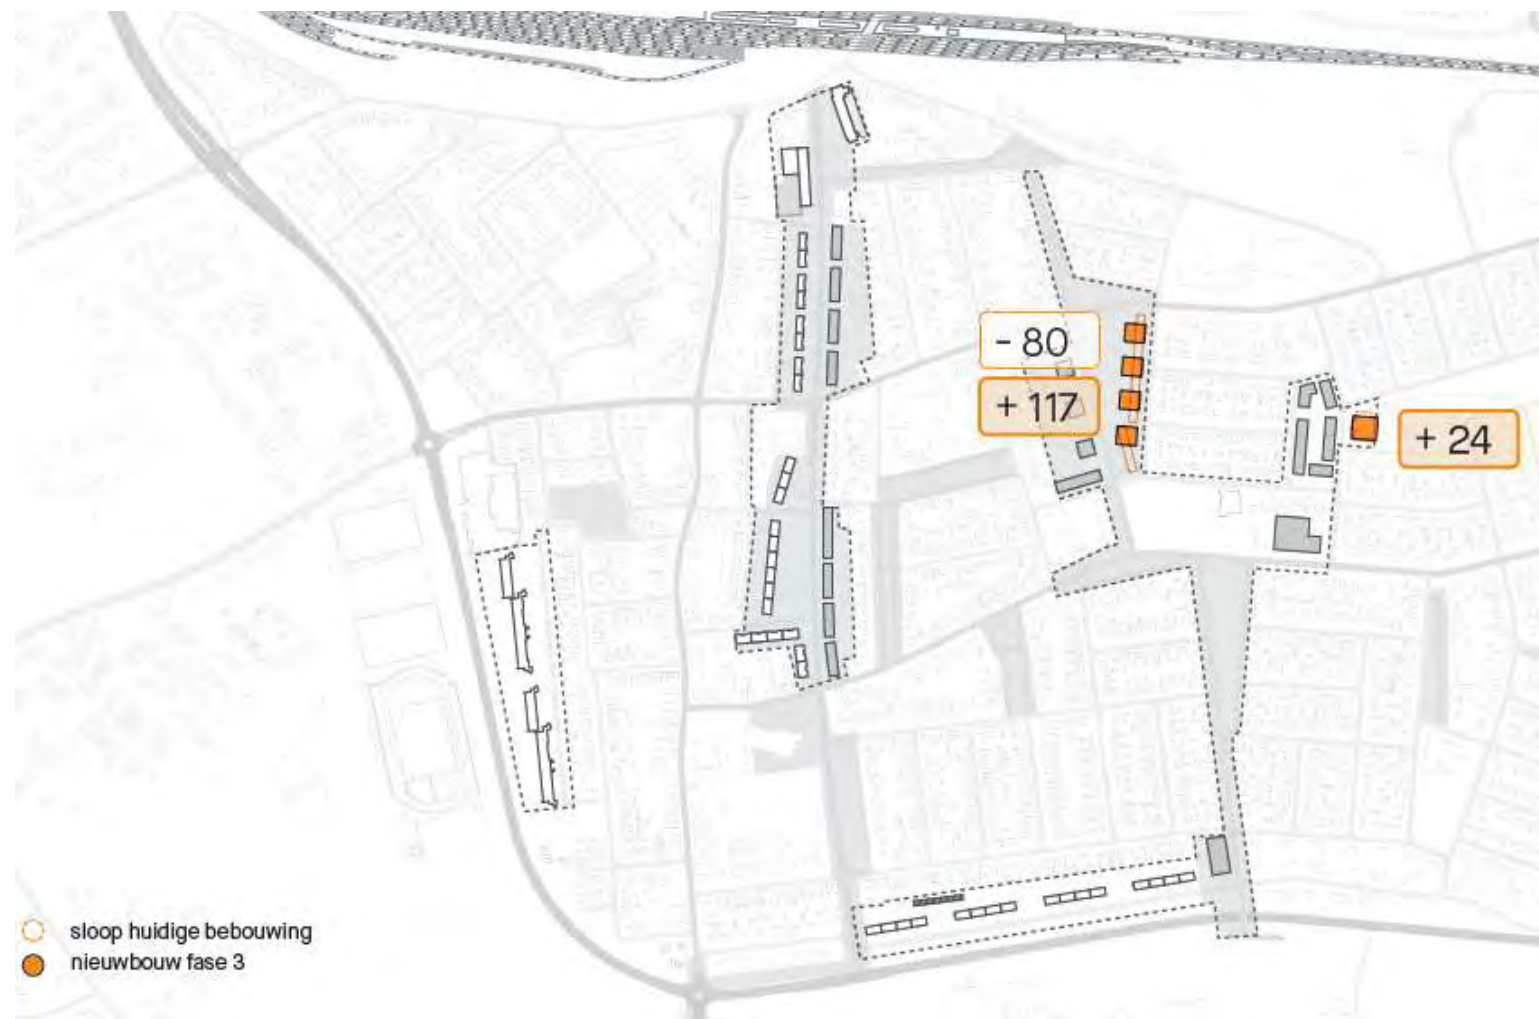 - 80
+ 117
+ 24
sloop huidige bebouwing
nieuwbouw fase 3